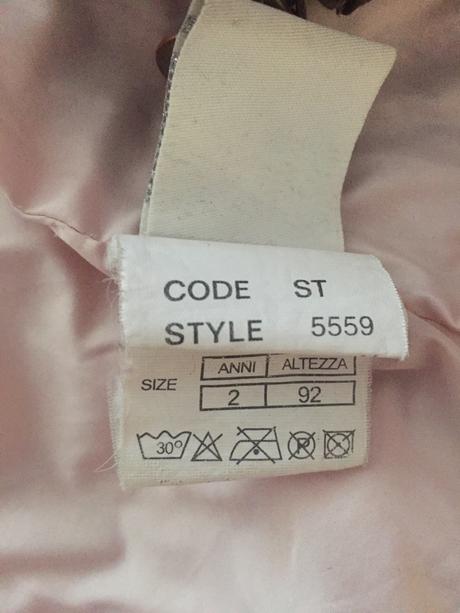 CODE ST
STYLE 5559
ANNI ALTEZZA
SIZE
2 92
30° P